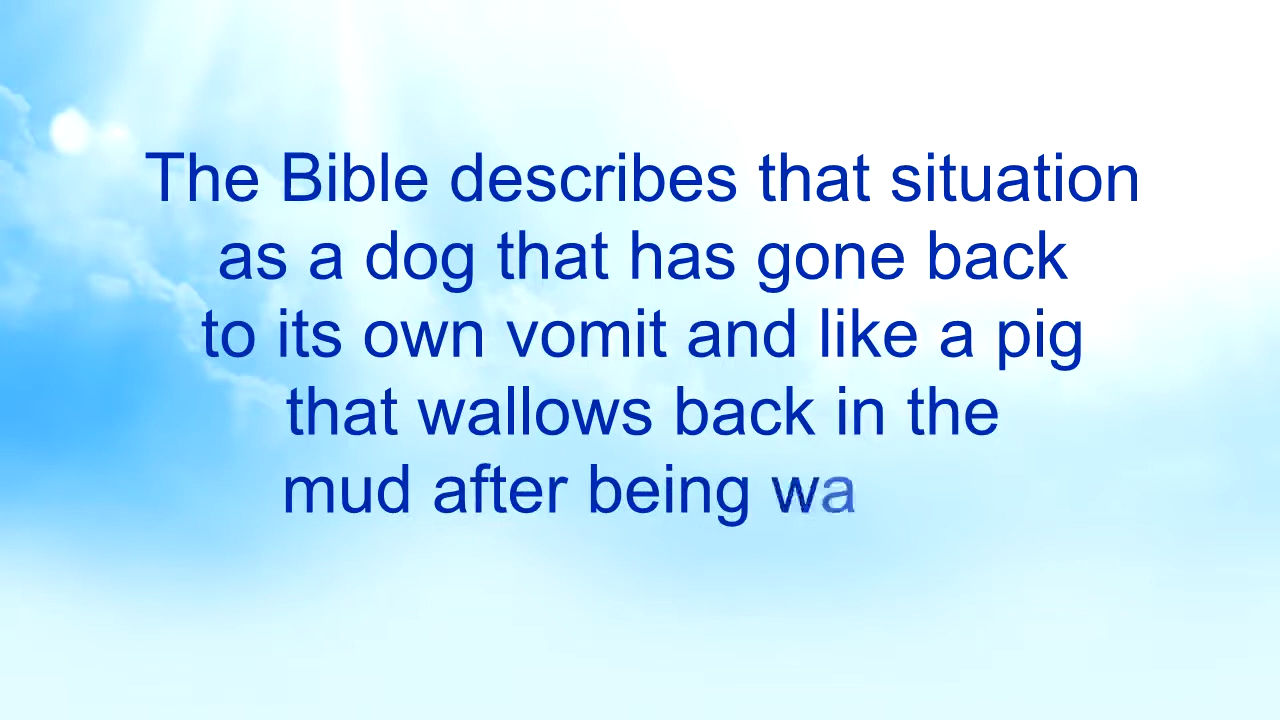 The Bible describes that situation
as a dog that has gone back
to its own vomit and like a pig
that wallows back in the
mud after being wa